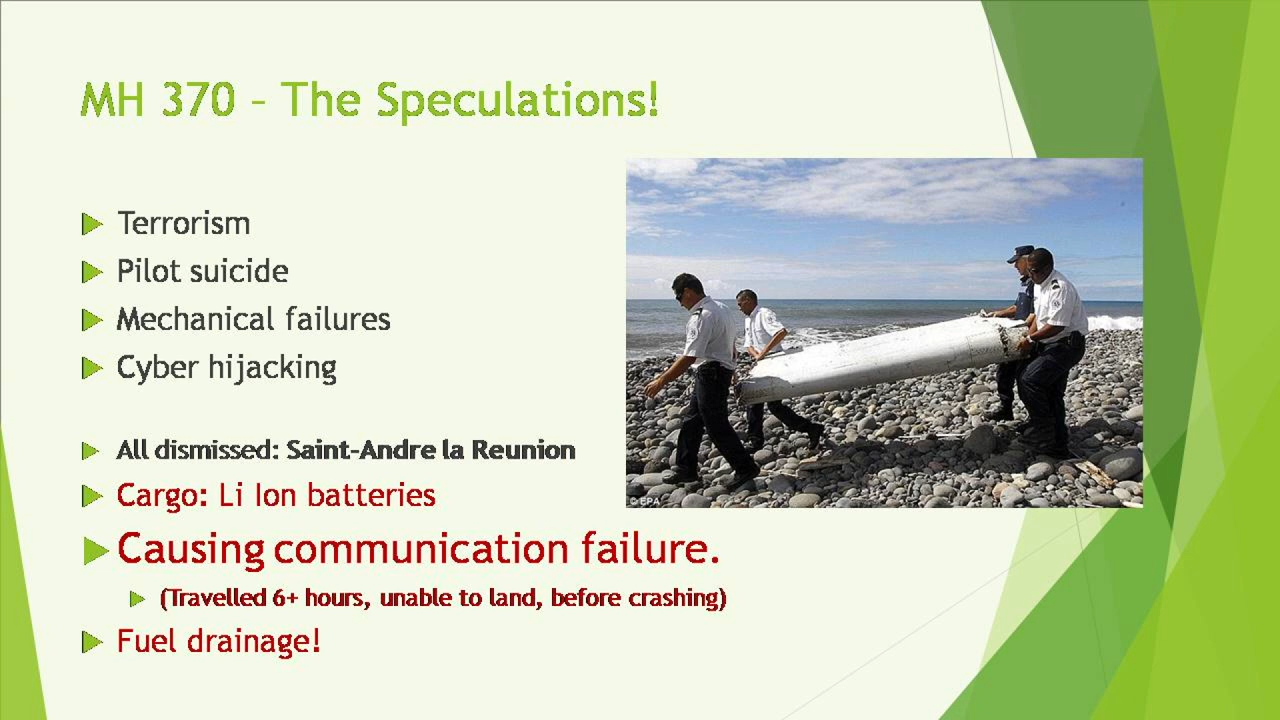 MH 370 – The Speculations!
Terrorism
Pilot suicide
Mechanical failures
Cyber hijacking
All dismissed: Saint-Andre la Reunion
Cargo: Li Ion batteries
Causing communication failure.
(Travelled 6+ hours, unable to land, before crashing)
Fuel drainage!
© EPA